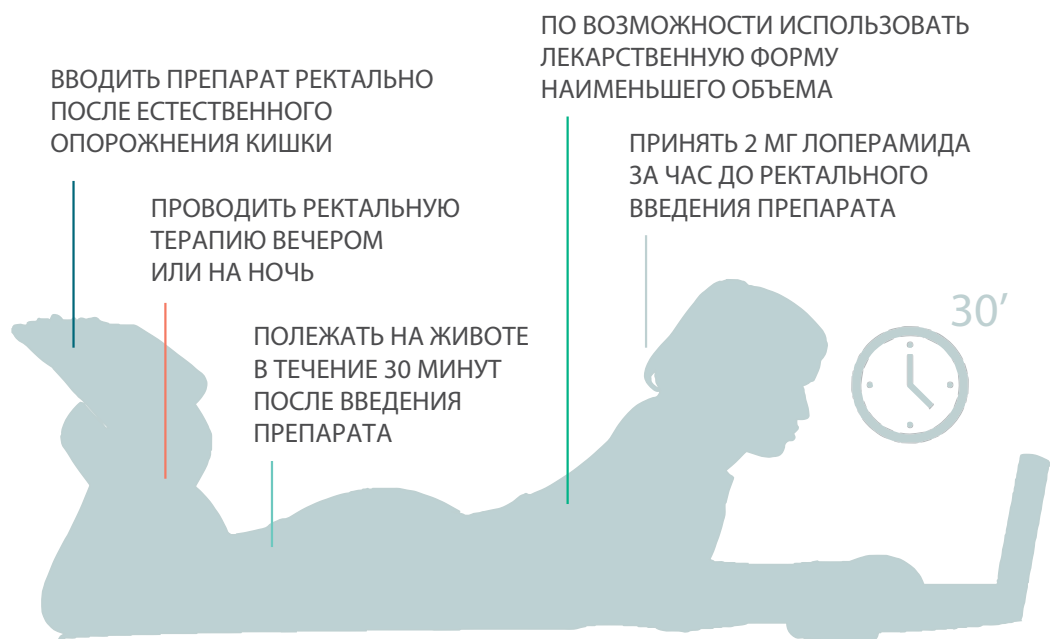 ПО ВОЗМОЖНОСТИ ИСПОЛЬЗОВАТЬ
ЛЕКАРСТВЕННУЮ ФОРМУ
НАИМЕНЬШЕГО ОБЪЕМА
ВВОДИТЬ ПРЕПАРАТ РЕКТАЛЬНО
ПОСЛЕ ЕСТЕСТВЕННОГО
ОПОРОЖНЕНИЯ КИШКИ
ПРИНЯТЬ 2 МГ ЛОПЕРАМИДА
ЗА ЧАС ДО РЕКТАЛЬНОГО
ВВЕДЕНИЯ ПРЕПАРАТА
ПРОВОДИТЬ РЕКТАЛЬНУЮ
ТЕРАПИЮ ВЕЧЕРОМ
ИЛИ НА НОЧЬ
ПОЛЕЖАТЬ НА ЖИВОТЕ
В ТЕЧЕНИЕ 30 МИНУТ
ПОСЛЕ ВВЕДЕНИЯ
ПРЕПАРАТА
30’